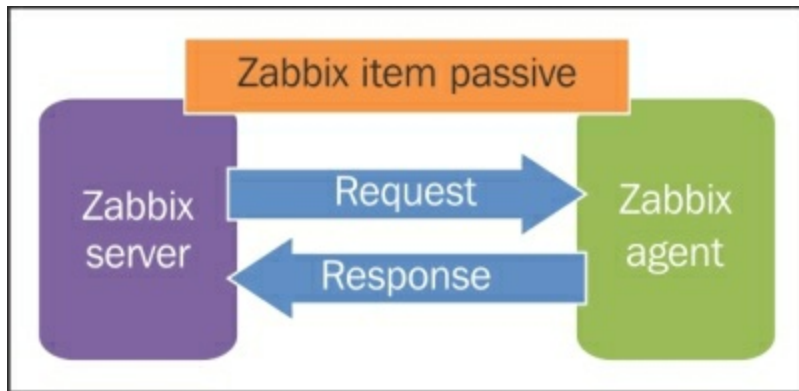 Zabbix item passive
Zabbix
server
Request
Response
Zabbix
agent